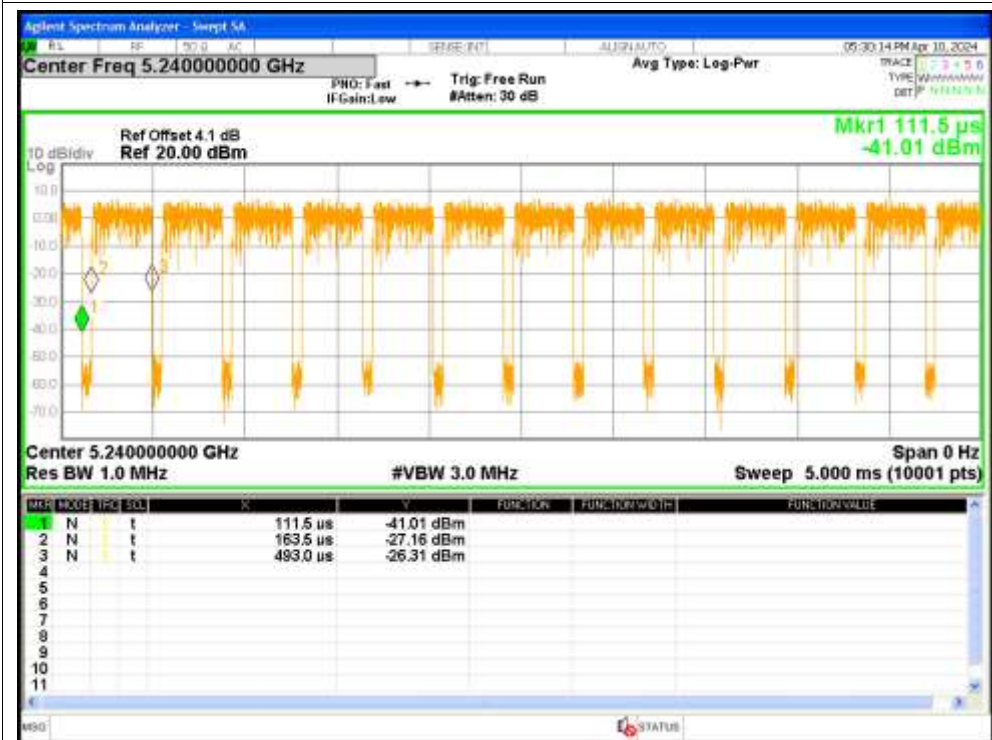 Agilent Spectrum Analyzer - Swept SA
RL RF 50 Ω AC SENSE:INT ALIGN AUTO 05:30:14 PM Apr 10, 2024
Center Freq 5.240000000 GHz
PNO: Fast
IFGain:Low
Trig: Free Run
#Atten: 30 dB
Avg Type: Log-Pwr
TRACE 1 2 3 4 5 6
TYPE
DET P N N N N N
Mkr1 111.5 µs
-41.01 dBm
Ref Offset 4.1 dB
10 dB/div Ref 20.00 dBm
Log
10.0
0.00
-10.0
-20.0
-30.0
-40.0
-50.0
-60.0
-70.0
1
2
3
Center 5.240000000 GHz Span 0 Hz
Res BW 1.0 MHz #VBW 3.0 MHz Sweep 5.000 ms (10001 pts)
MKR MODE TRC SCL X Y FUNCTION FUNCTION WIDTH FUNCTION VALUE
1 N t 111.5 µs -41.01 dBm
2 N t 163.5 µs -27.16 dBm
3 N t 493.0 µs -26.31 dBm
4
5
6
7
8
9
10
11
MSG STATUS